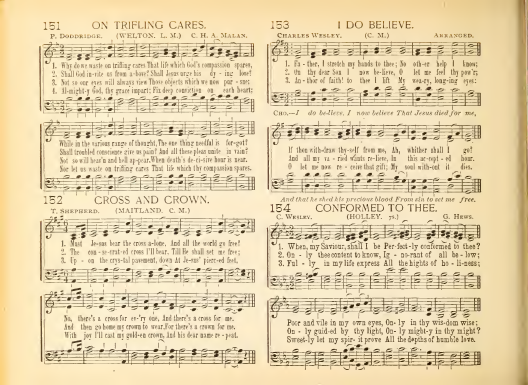 151 ON TRIFLING CARES.
P. DODDRIDGE. (WELTON. L. M.) C. H. A. MALAN.
1. Why do we waste on trifling cares That life which God's compassion spares,
2. Shall God in-vite us from a-bove? Shall Jesus urge his dy - ing love?
3. Not so our eyes will always view Those objects which we now pur - sue;
4. Al-might-y God, thy grace impart; Fix deep conviction on each heart;
While in the various range of thought, The one thing needful is for-got?
Shall troubled conscience give us pain? And all these pleas unite in vain?
Not so will heav'n and hell ap-pear, When death's de-ci-sive hour is near.
Nor let us waste on trifling cares That life which thy compassion spares.
152 CROSS AND CROWN.
T. SHEPHERD. (MAITLAND. C. M.)
1. Must Je-sus bear the cross a-lone, And all the world go free?
2. The con - se-crat-ed cross I'll bear, Till He shall set me free;
3. Up - on the crys-tal pavement, down At Je-sus' pierc-ed feet,
No, there's a cross for ev-'ry one, And there's a cross for me.
And then go home my crown to wear, For there's a crown for me.
With joy I'll cast my gold-en crown, And his dear name re - peat.
153 I DO BELIEVE.
CHARLES WESLEY. (C. M.) ARRANGED.
1. Fa - ther, I stretch my hands to thee; No oth-er help I know;
2. On thy dear Son I now be-lieve, O let me feel thy pow'r;
3. Au - thor of faith! to thee I lift My wea-ry, long-ing eyes:
CHO.—I do be-lieve, I now believe That Jesus died for me,
If thou with-draw thy-self from me, Ah, whither shall I go?
And all my va - ried wants re-lieve, In this ac-cept - ed hour.
O let me now re - ceive that gift; My soul with-out it dies.
And that he shed his precious blood From sin to set me free.
154 CONFORMED TO THEE.
C. WESLEY. (HOLLEY. 7s.) G. HEWS.
1. When, my Saviour, shall I be Per-fect-ly conformed to thee?
2. On - ly thee content to know, Ig - no-rant of all be - low;
3. Ful - ly in my life express All the hights of ho - li-ness;
Poor and vile in my own eyes, On-ly in thy wis-dom wise:
On - ly guid-ed by thy light, On-ly might-y in thy might?
Sweet-ly let my spir-it prove All the depths of humble love.